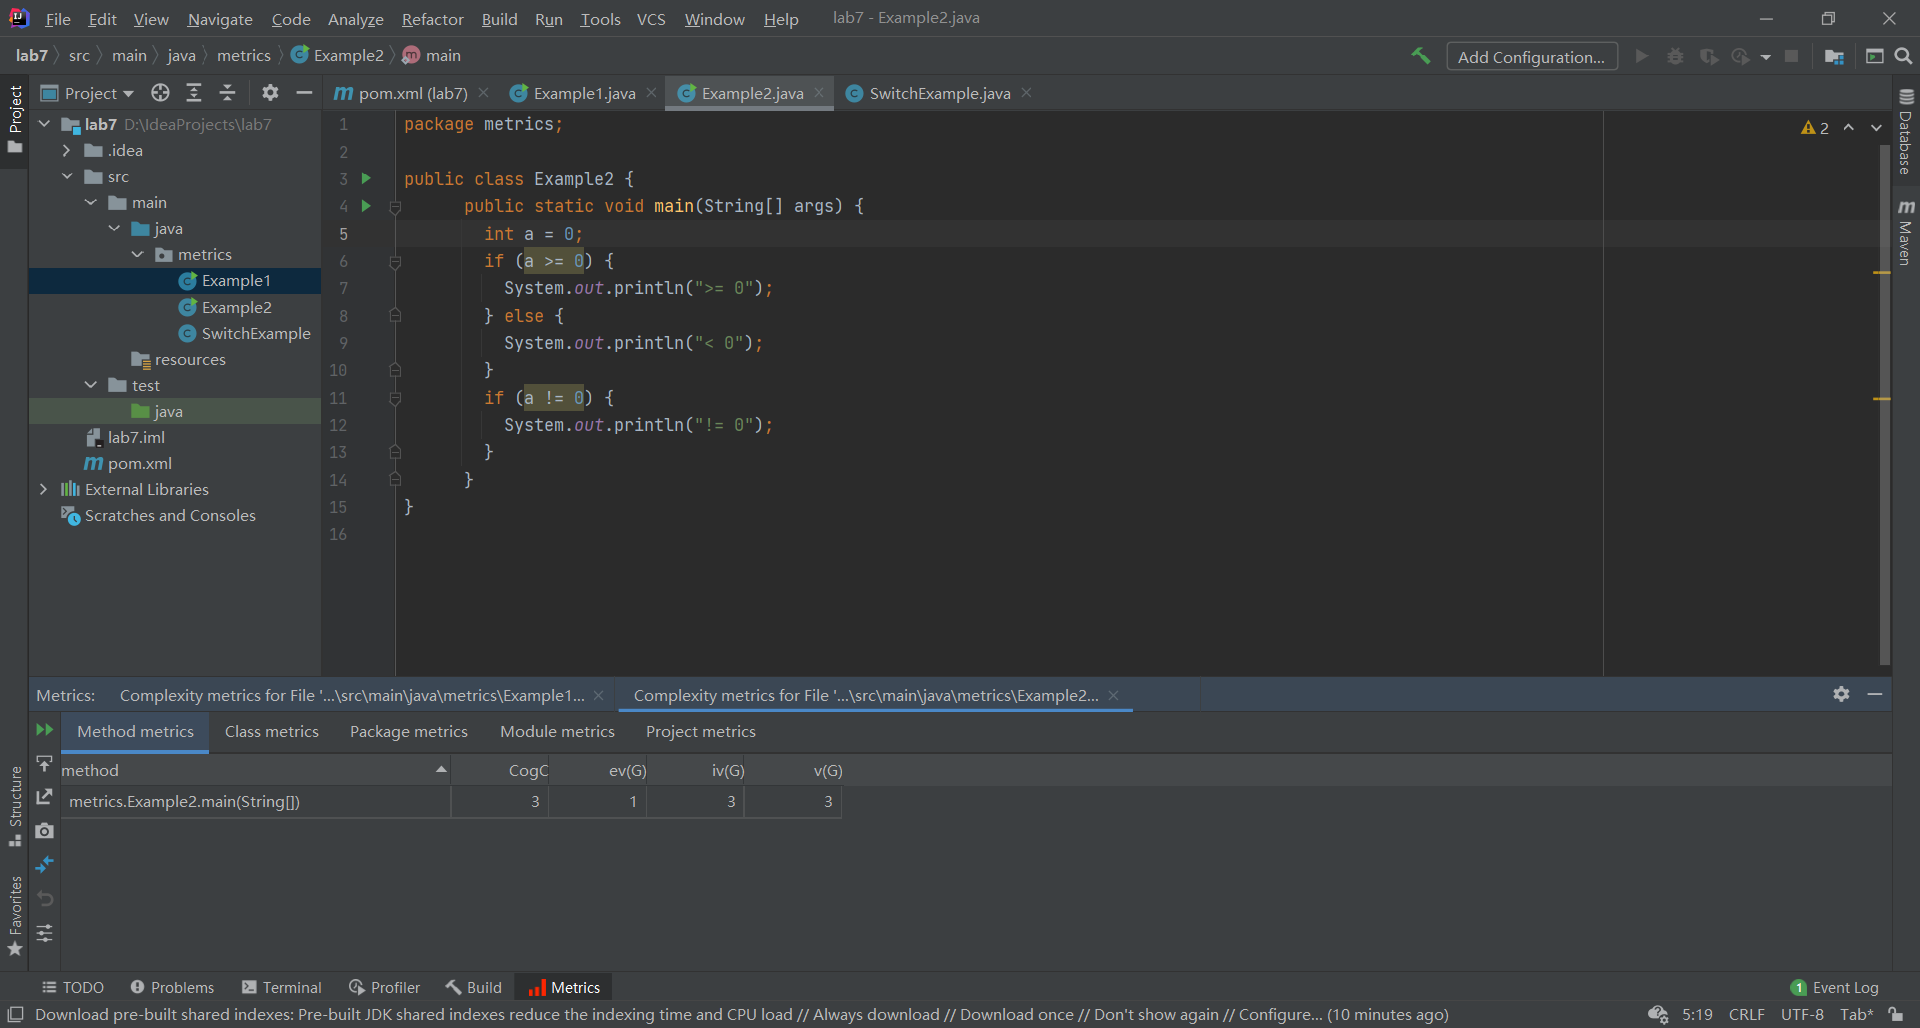 File Edit View Navigate Code Analyze Refactor Build Run Tools VCS Window Help lab7 - Example2.java
lab7 src main java metrics Example2 main Add Configuration...
Project
Project
pom.xml (lab7) Example1.java Example2.java SwitchExample.java
lab7 D:\IdeaProjects\lab7
.idea
src
main
java
metrics
Example1
Example2
SwitchExample
resources
test
java
lab7.iml
pom.xml
External Libraries
Scratches and Consoles
1 package metrics;
2
3 public class Example2 {
4 public static void main(String[] args) {
5 int a = 0;
6 if (a >= 0) {
7 System.out.println(">= 0");
8 } else {
9 System.out.println("< 0");
10 }
11 if (a != 0) {
12 System.out.println("!= 0");
13 }
14 }
15 }
16
2
Database
Maven
Metrics: Complexity metrics for File '...\src\main\java\metrics\Example1... Complexity metrics for File '...\src\main\java\metrics\Example2...
Method metrics Class metrics Package metrics Module metrics Project metrics
method CogC ev(G) iv(G) v(G)
metrics.Example2.main(String[]) 3 1 3 3
Structure
Favorites
TODO Problems Terminal Profiler Build Metrics 1 Event Log
Download pre-built shared indexes: Pre-built JDK shared indexes reduce the indexing time and CPU load // Always download // Download once // Don't show again // Configure... (10 minutes ago) 5:19 CRLF UTF-8 Tab*